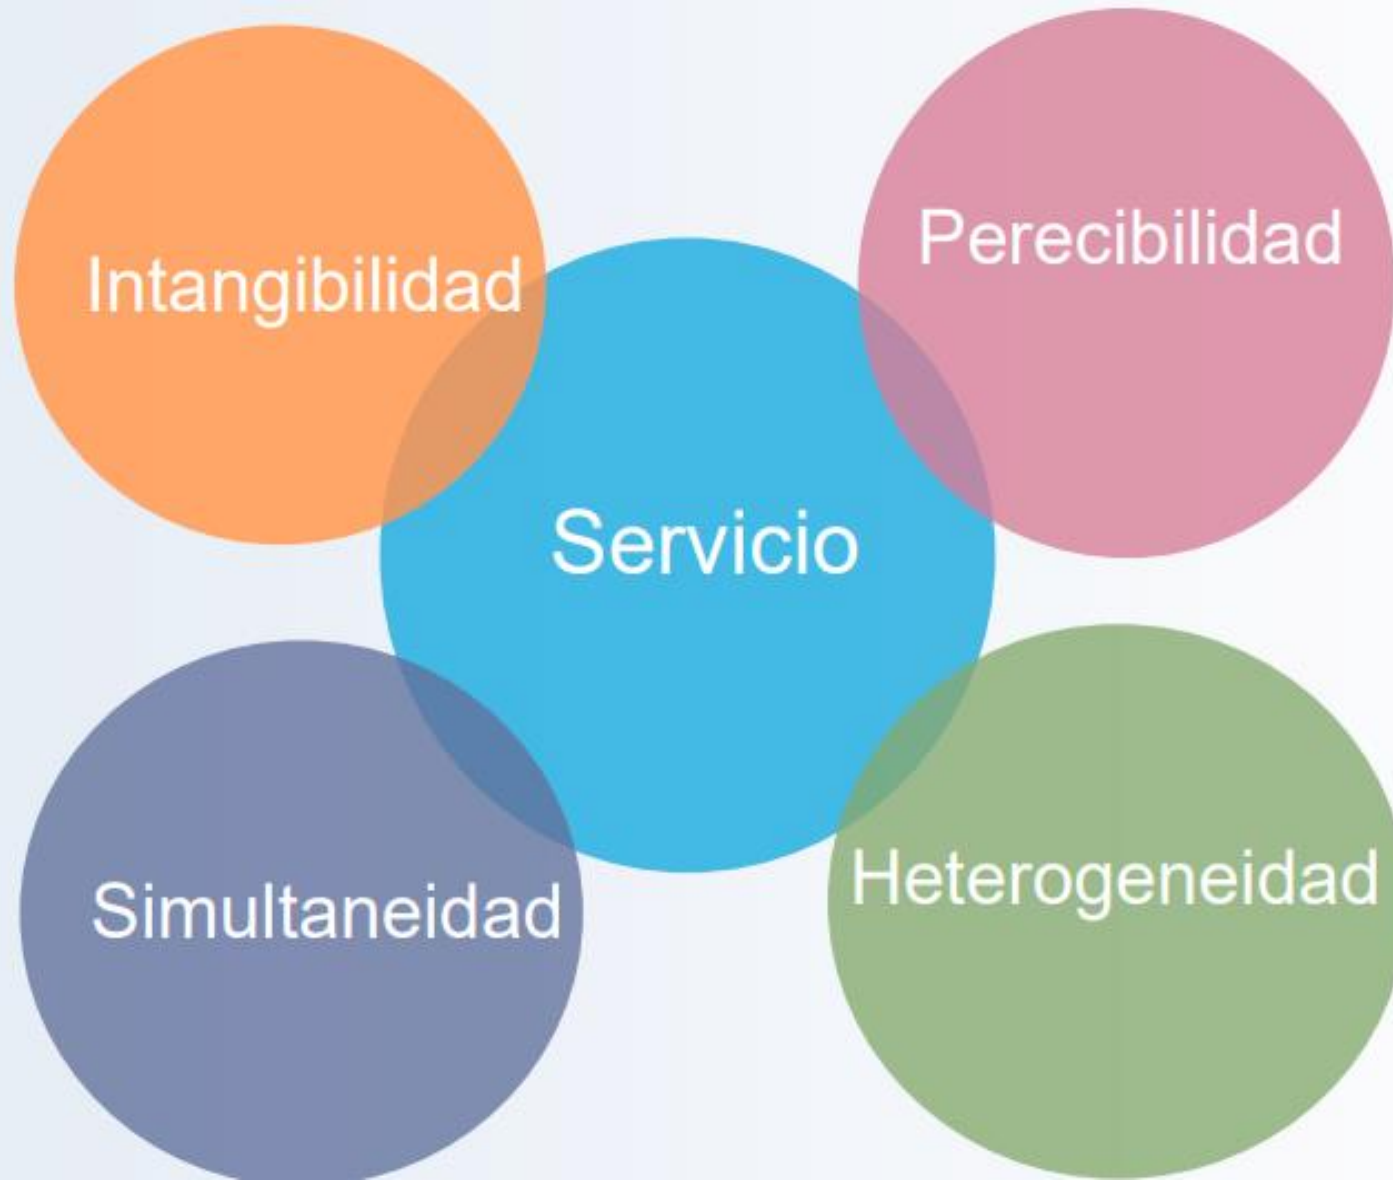 Intangibilidad
Perecibilidad
Servicio
Simultaneidad
Heterogeneidad